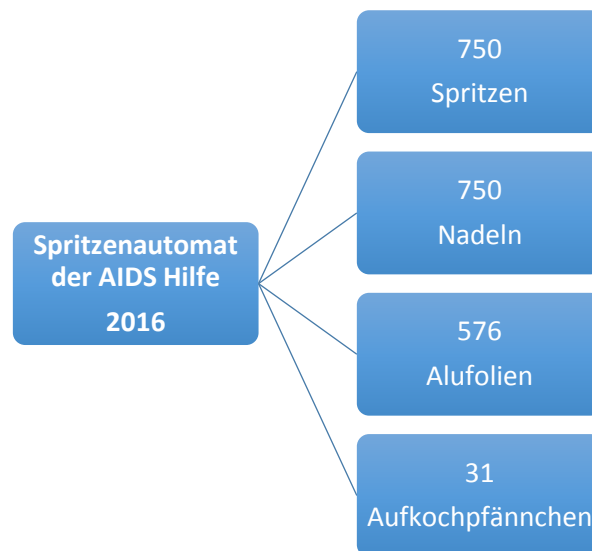 Spritzenautomat
der AIDS Hilfe
2016
750
Spritzen
750
Nadeln
576
Alufolien
31
Aufkochpfännchen